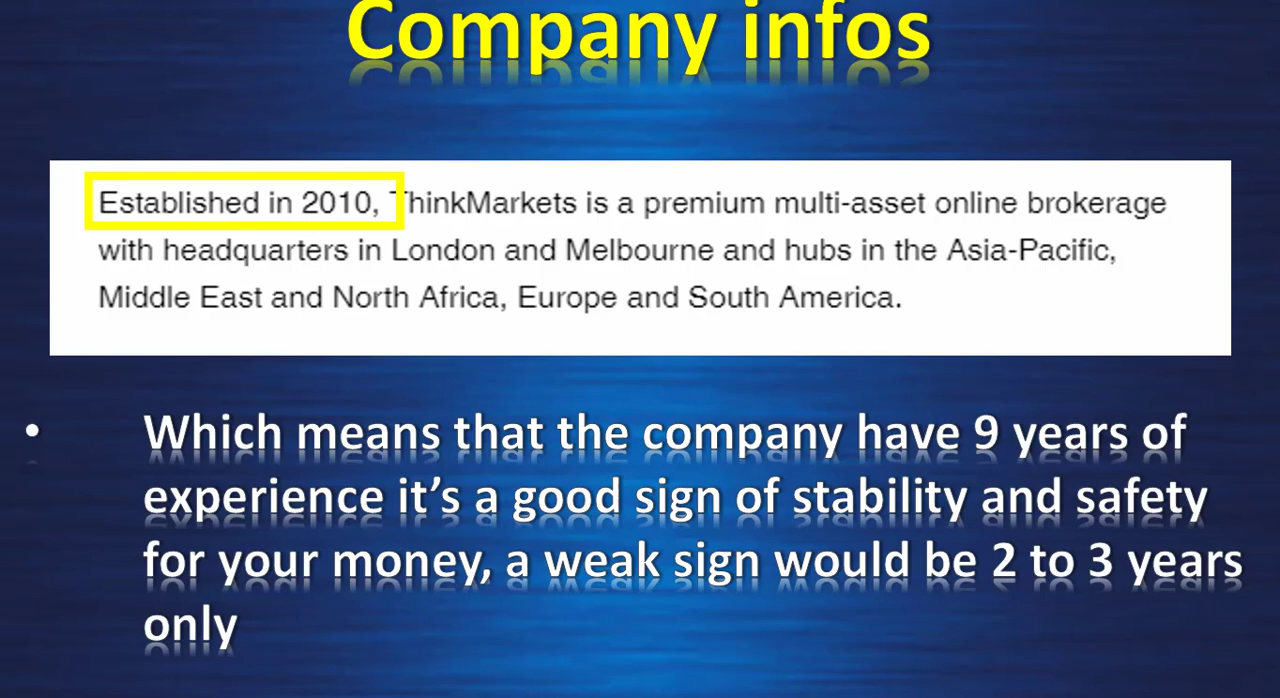 Company infos
Established in 2010, ThinkMarkets is a premium multi-asset online brokerage
with headquarters in London and Melbourne and hubs in the Asia-Pacific,
Middle East and North Africa, Europe and South America.
• Which means that the company have 9 years of
experience it’s a good sign of stability and safety
for your money, a weak sign would be 2 to 3 years
only